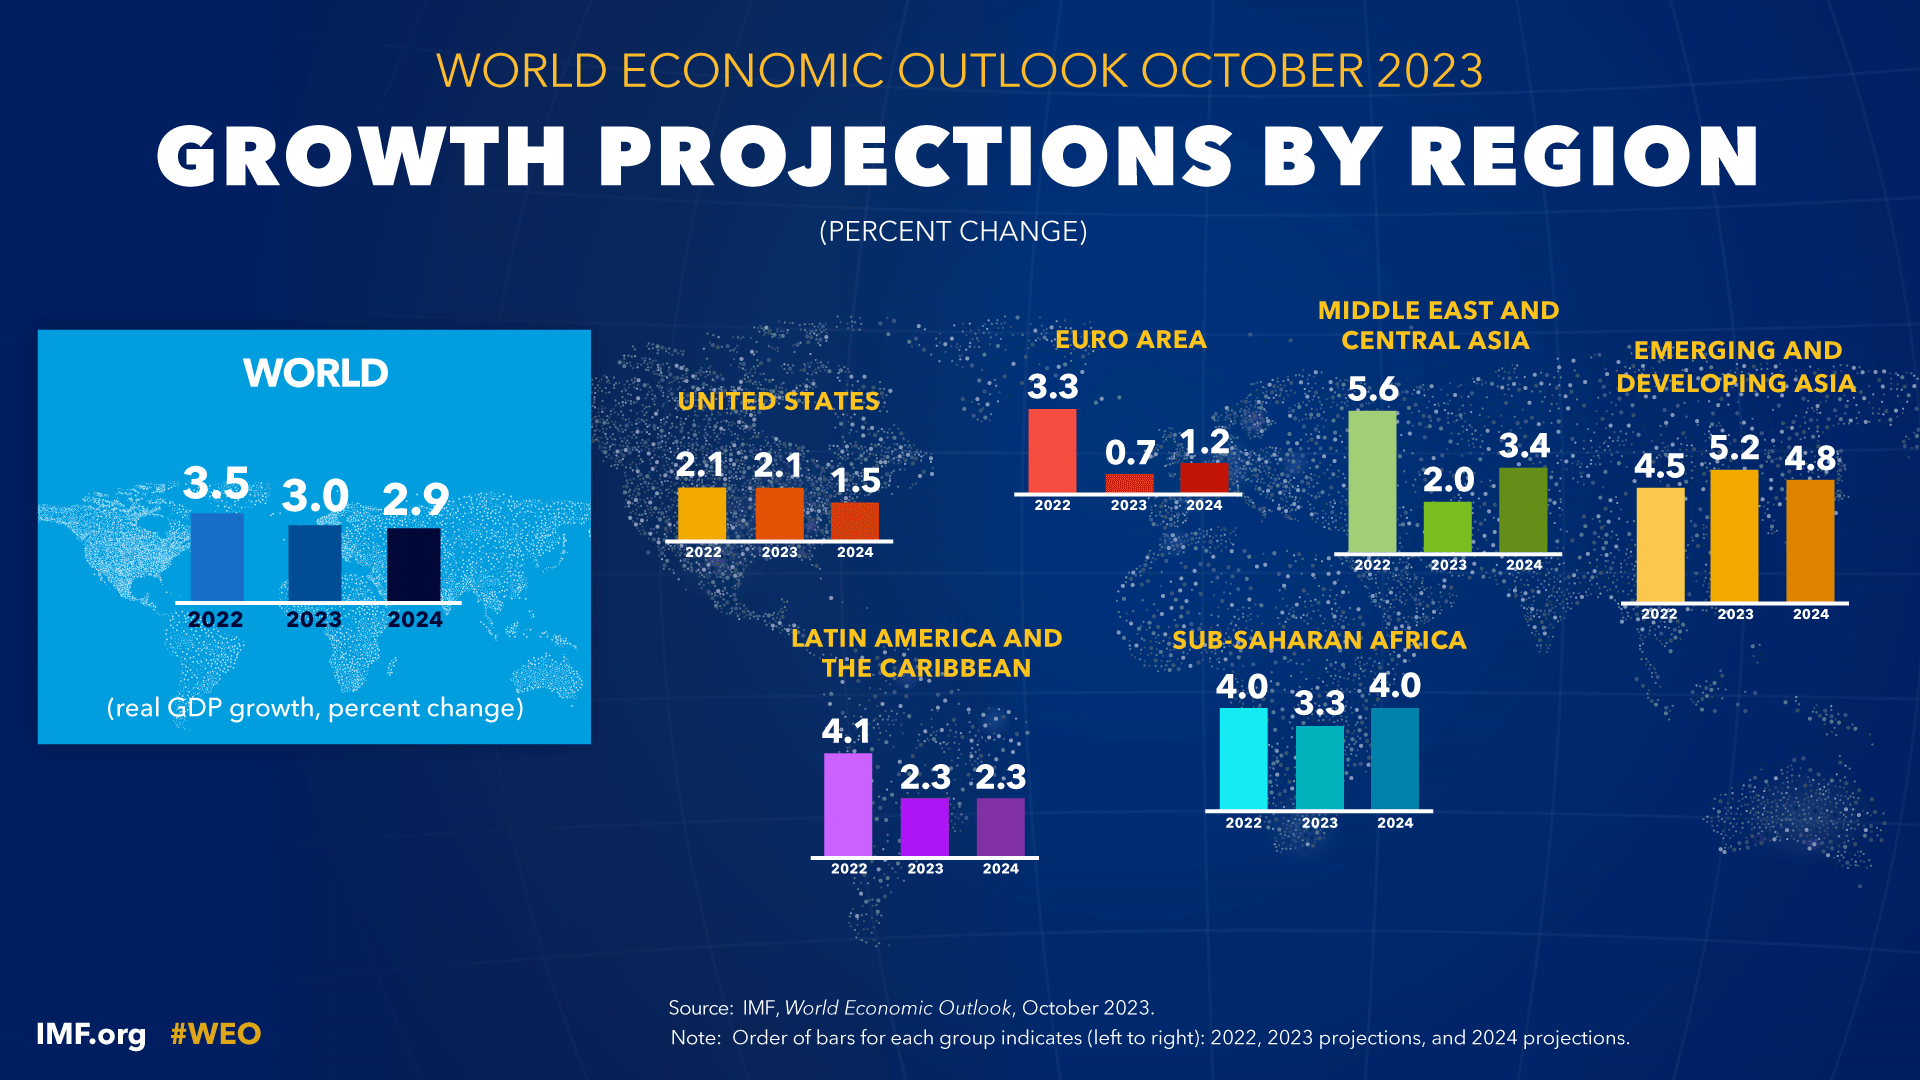 WORLD ECONOMIC OUTLOOK OCTOBER 2023
GROWTH PROJECTIONS BY REGION
(PERCENT CHANGE)
WORLD
3.5 3.0 2.9
2022 2023 2024
(real GDP growth, percent change)
UNITED STATES
2.1 2.1 1.5
2022 2023 2024
EURO AREA
3.3 0.7 1.2
2022 2023 2024
MIDDLE EAST AND
CENTRAL ASIA
5.6 2.0 3.4
2022 2023 2024
EMERGING AND
DEVELOPING ASIA
4.5 5.2 4.8
2022 2023 2024
LATIN AMERICA AND
THE CARIBBEAN
4.1 2.3 2.3
2022 2023 2024
SUB-SAHARAN AFRICA
4.0 3.3 4.0
2022 2023 2024
IMF.org #WEO
Source: IMF, World Economic Outlook, October 2023.
Note: Order of bars for each group indicates (left to right): 2022, 2023 projections, and 2024 projections.